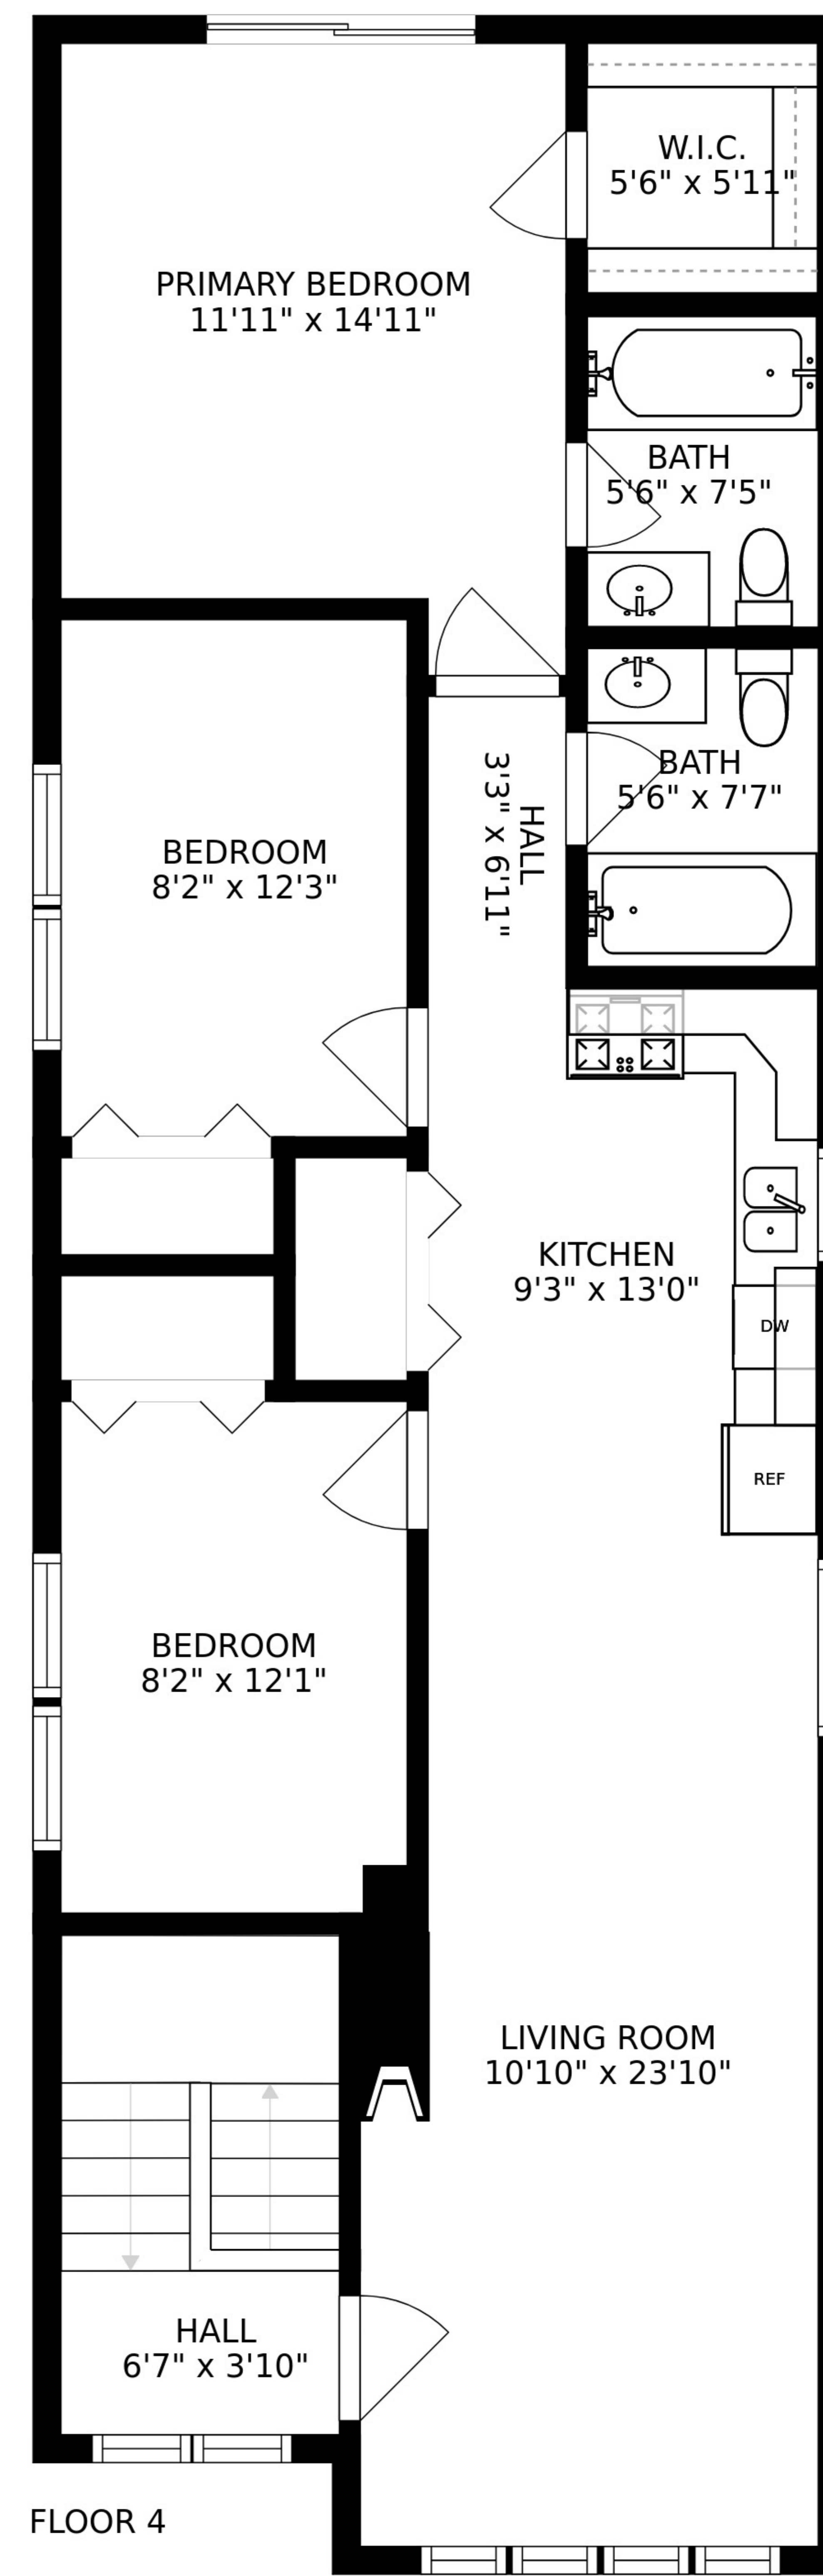 W.I.C.
5'6" x 5'11"
PRIMARY BEDROOM
11'11" x 14'11"
BATH
5'6" x 7'5"
BATH
5'6" x 7'7"
HALL
3'3" x 6'11"
BEDROOM
8'2" x 12'3"
KITCHEN
9'3" x 13'0"
DW
REF
BEDROOM
8'2" x 12'1"
LIVING ROOM
10'10" x 23'10"
HALL
6'7" x 3'10"
FLOOR 4